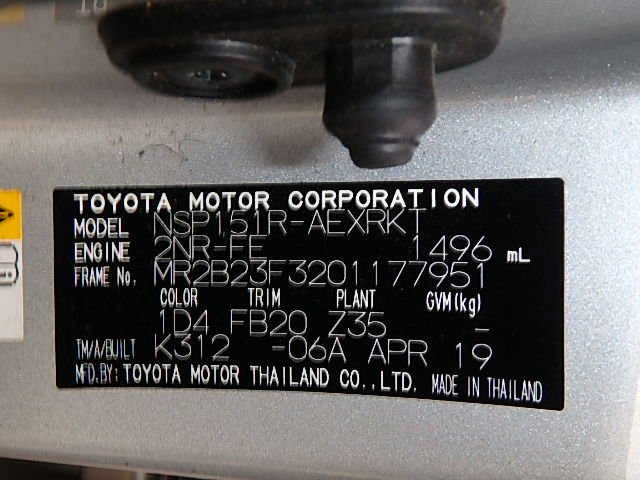 TOYOTA MOTOR CORPORATION
MODEL NSP151R-AEXRKT
ENGINE 2NR-FE 1496 mL
FRAME No. MR2B23F3201177951
COLOR TRIM PLANT GVM(kg)
1D4 FB20 Z35 -
TM/A/BUILT K312 -06A APR 19
MFD.BY: TOYOTA MOTOR THAILAND CO.,LTD. MADE IN THAILAND